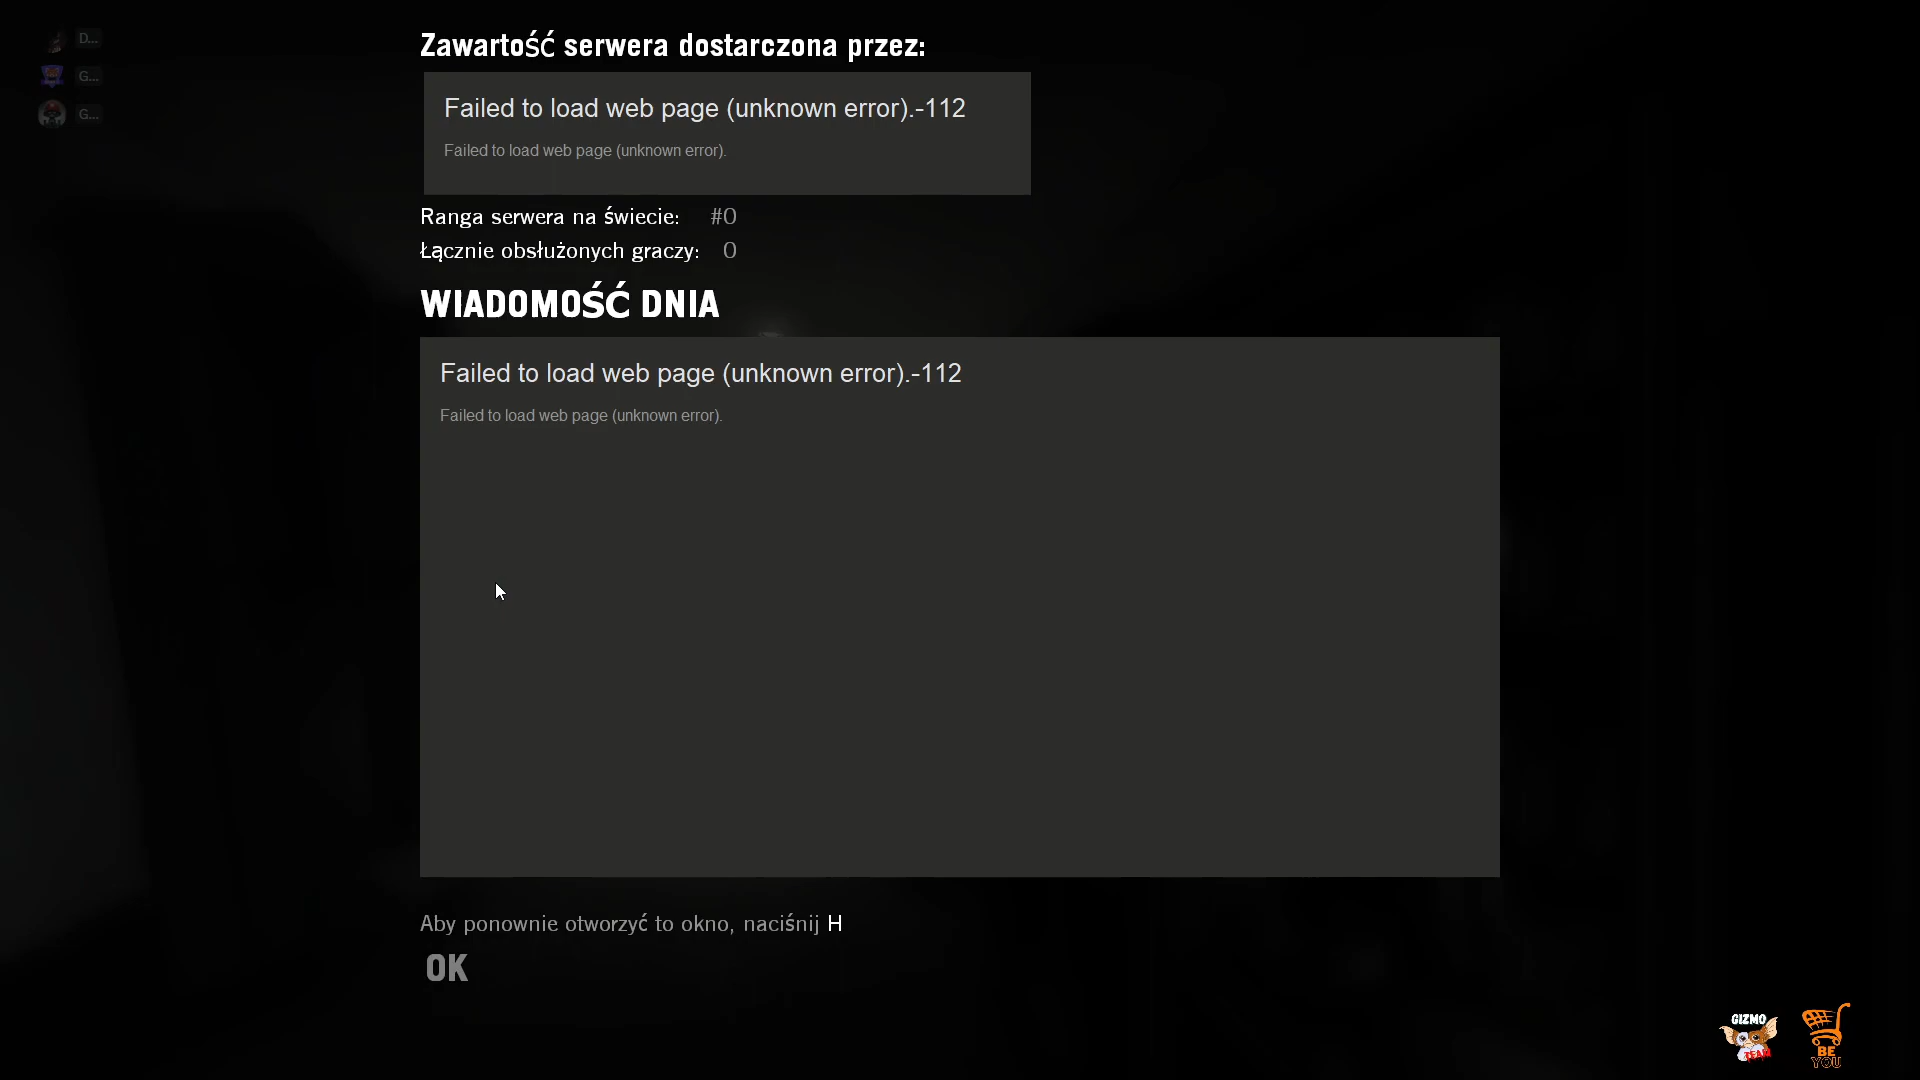 D...
G...
G...
Zawartość serwera dostarczona przez:
Failed to load web page (unknown error).-112
Failed to load web page (unknown error).
Ranga serwera na świecie: #0
Łącznie obsłużonych graczy: 0
WIADOMOŚĆ DNIA
Failed to load web page (unknown error).-112
Failed to load web page (unknown error).
Aby ponownie otworzyć to okno, naciśnij H
OK
GIZMO
TEAM
BE
YOU